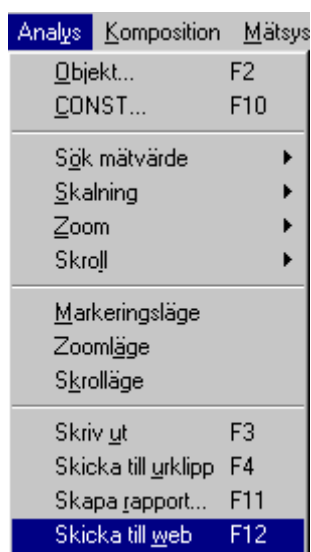 Analys Komposition Mätsys
Objekt... F2
CONST... F10
Sök mätvärde
Skalning
Zoom
Skroll
Markeringsläge
Zoomläge
Skrolläge
Skriv ut F3
Skicka till urklipp F4
Skapa rapport... F11
Skicka till web F12